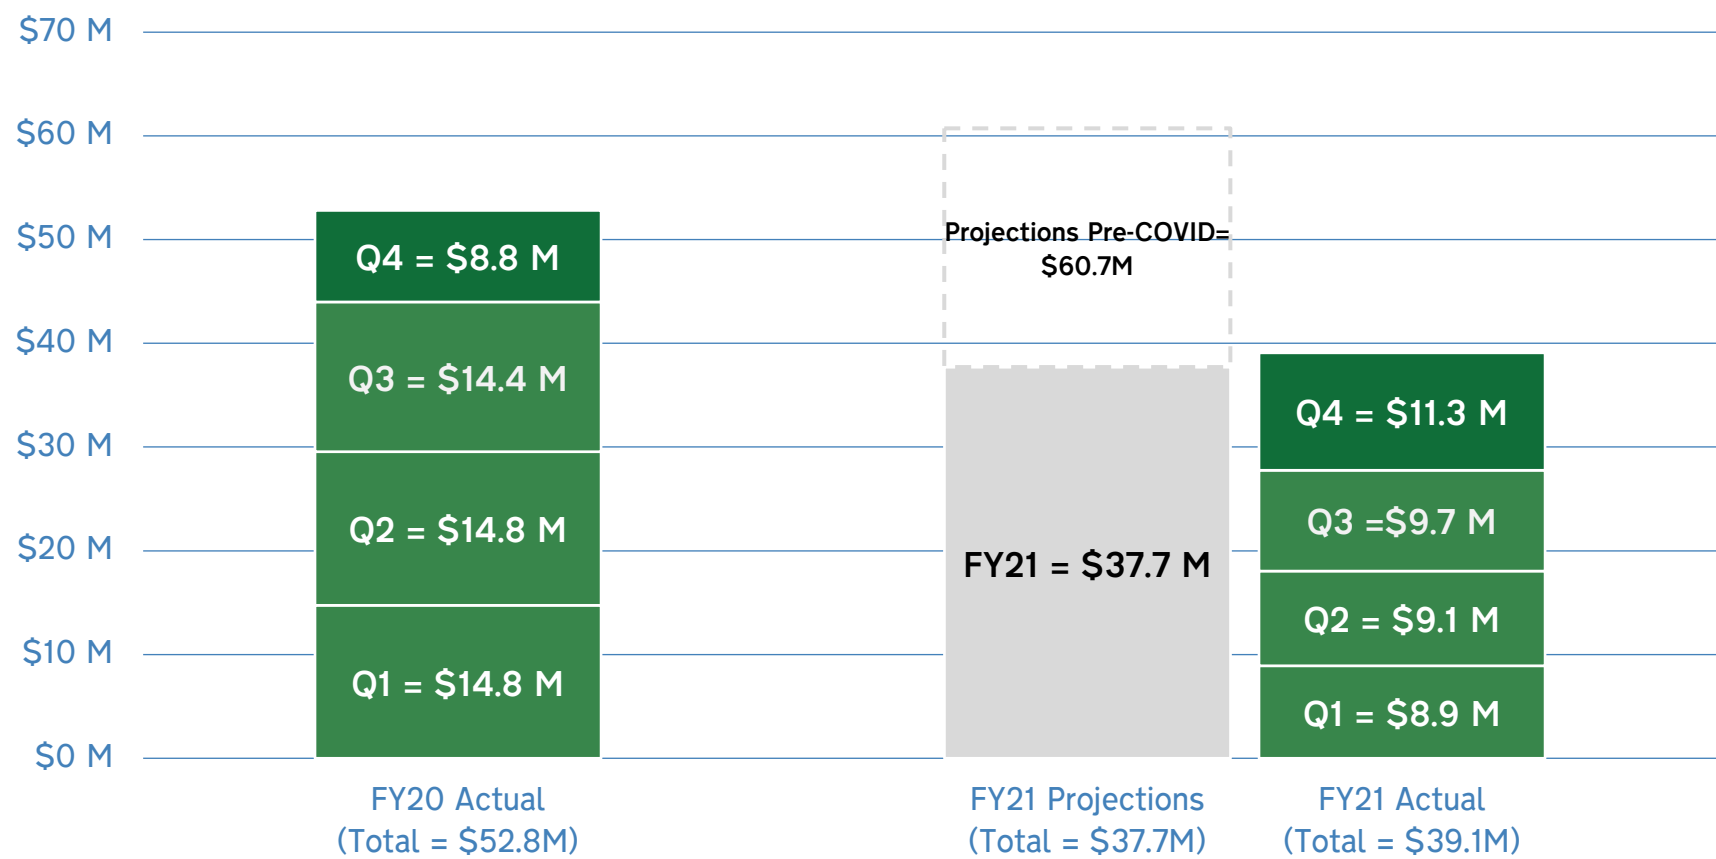 $70 M
$60 M
$50 M
$40 M
$30 M
$20 M
$10 M
$0 M
Q4 = $8.8 M
Q3 = $14.4 M
Q2 = $14.8 M
Q1 = $14.8 M
Projections Pre-COVID=
$60.7M
FY21 = $37.7 M
Q4 = $11.3 M
Q3 =$9.7 M
Q2 = $9.1 M
Q1 = $8.9 M
FY20 Actual
(Total = $52.8M)
FY21 Projections
(Total = $37.7M)
FY21 Actual
(Total = $39.1M)